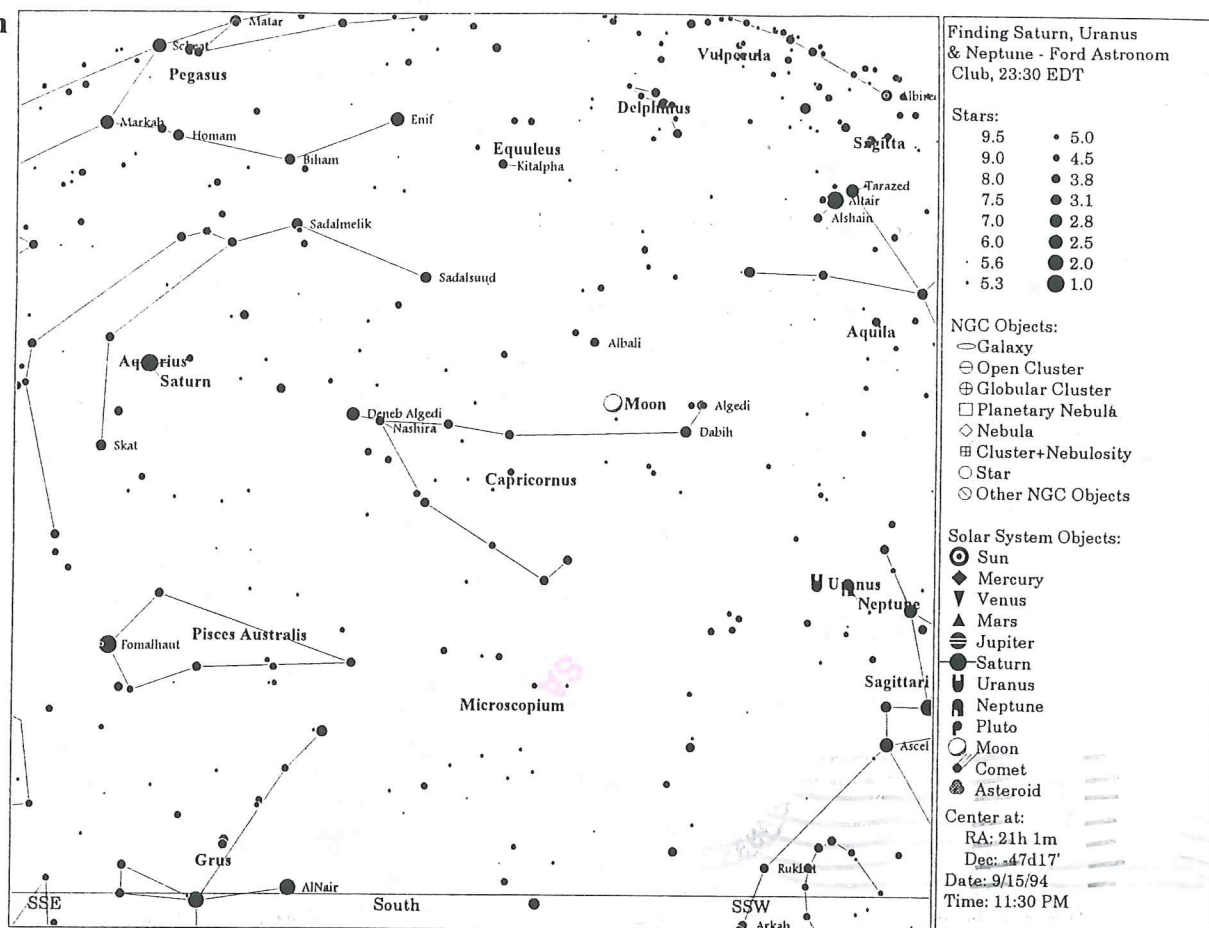 n
Matar
Scheat
Pegasus
Vulpecula
Albireo
Delphinus
Markab
Homam
Enif
Sagitta
Equuleus
Kitalpha
Biham
Tarazed
Altair
Alshain
Sadalmelik
Sadalsuud
Aquila
Albali
Aquarius
Saturn
Moon
Algedi
Deneb Algedi
Nashira
Dabih
Skat
Capricornus
Uranus
Neptune
Fomalhaut
Pisces Australis
Sagittari
Microscopium
Ascel
Grus
AlNair
Rukbat
SSE
South
SSW
Arkab
Finding Saturn, Uranus
& Neptune - Ford Astronom
Club, 23:30 EDT
Stars:
9.5 5.0
9.0 4.5
8.0 3.8
7.5 3.1
7.0 2.8
6.0 2.5
5.6 2.0
5.3 1.0
NGC Objects:
Galaxy
Open Cluster
Globular Cluster
Planetary Nebula
Nebula
Cluster+Nebulosity
Star
Other NGC Objects
Solar System Objects:
Sun
Mercury
Venus
Mars
Jupiter
Saturn
Uranus
Neptune
Pluto
Moon
Comet
Asteroid
Center at:
RA: 21h 1m
Dec: -47d17'
Date: 9/15/94
Time: 11:30 PM